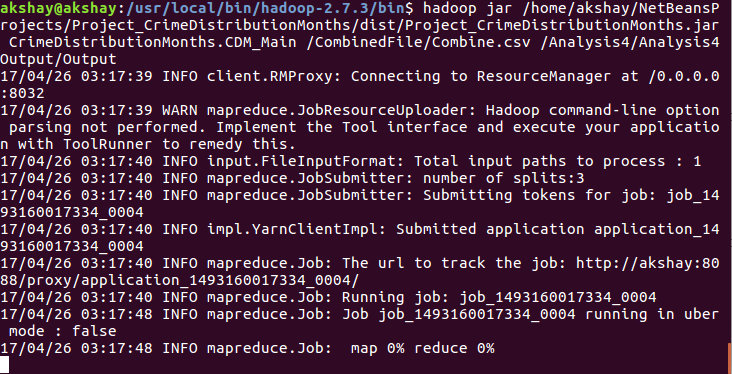 akshay@akshay:/usr/local/bin/hadoop-2.7.3/bin$ hadoop jar /home/akshay/NetBeansP
rojects/Project_CrimeDistributionMonths/dist/Project_CrimeDistributionMonths.jar
 CrimeDistributionMonths.CDM_Main /CombinedFile/Combine.csv /Analysis4/Analysis4
Output/Output
17/04/26 03:17:39 INFO client.RMProxy: Connecting to ResourceManager at /0.0.0.0
:8032
17/04/26 03:17:39 WARN mapreduce.JobResourceUploader: Hadoop command-line option
 parsing not performed. Implement the Tool interface and execute your applicatio
n with ToolRunner to remedy this.
17/04/26 03:17:40 INFO input.FileInputFormat: Total input paths to process : 1
17/04/26 03:17:40 INFO mapreduce.JobSubmitter: number of splits:3
17/04/26 03:17:40 INFO mapreduce.JobSubmitter: Submitting tokens for job: job_14
93160017334_0004
17/04/26 03:17:40 INFO impl.YarnClientImpl: Submitted application application_14
93160017334_0004
17/04/26 03:17:40 INFO mapreduce.Job: The url to track the job: http://akshay:80
88/proxy/application_1493160017334_0004/
17/04/26 03:17:40 INFO mapreduce.Job: Running job: job_1493160017334_0004
17/04/26 03:17:48 INFO mapreduce.Job: Job job_1493160017334_0004 running in uber
 mode : false
17/04/26 03:17:48 INFO mapreduce.Job:  map 0% reduce 0%